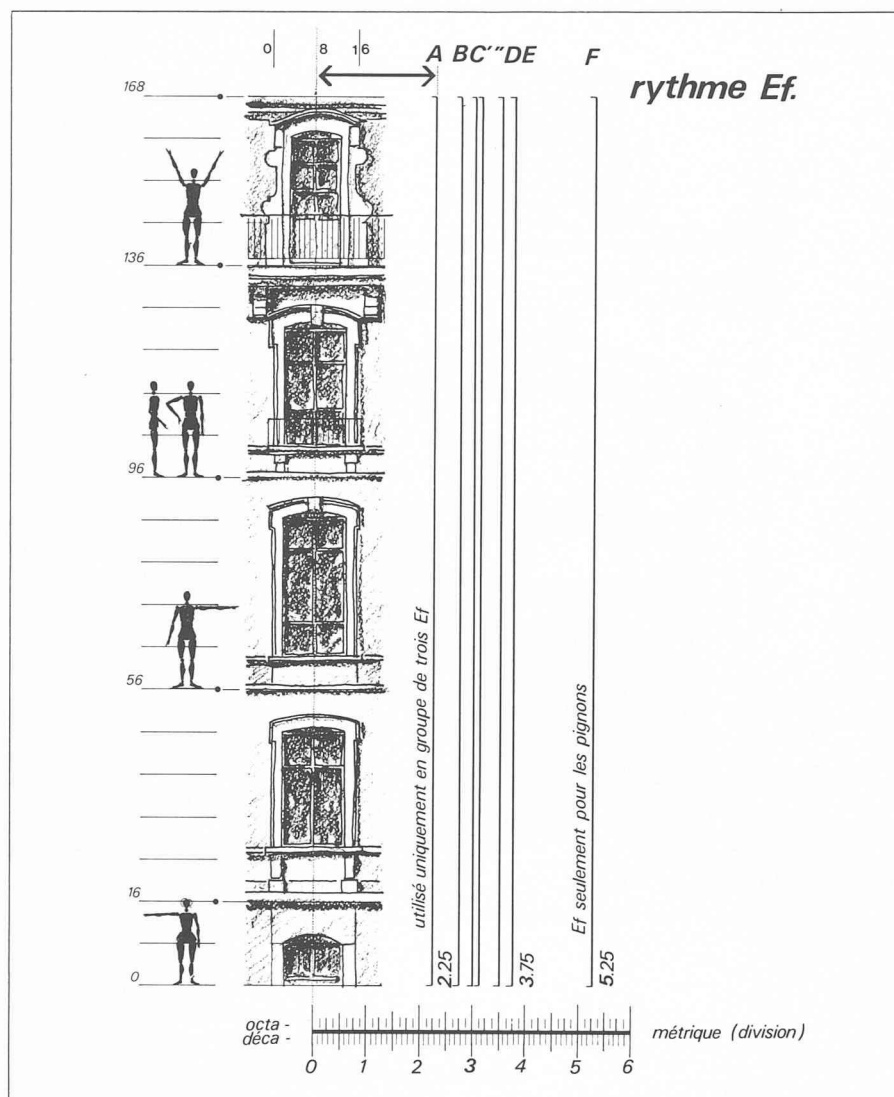 0 8 16 A B C ′ ″ D E F
rythme Ef.
168
136
96
56
16
0
utilisé uniquement en groupe de trois Ef
Ef seulement pour les pignons
2.25 3.75 5.25
octa -
déca -
métrique (division)
0 1 2 3 4 5 6